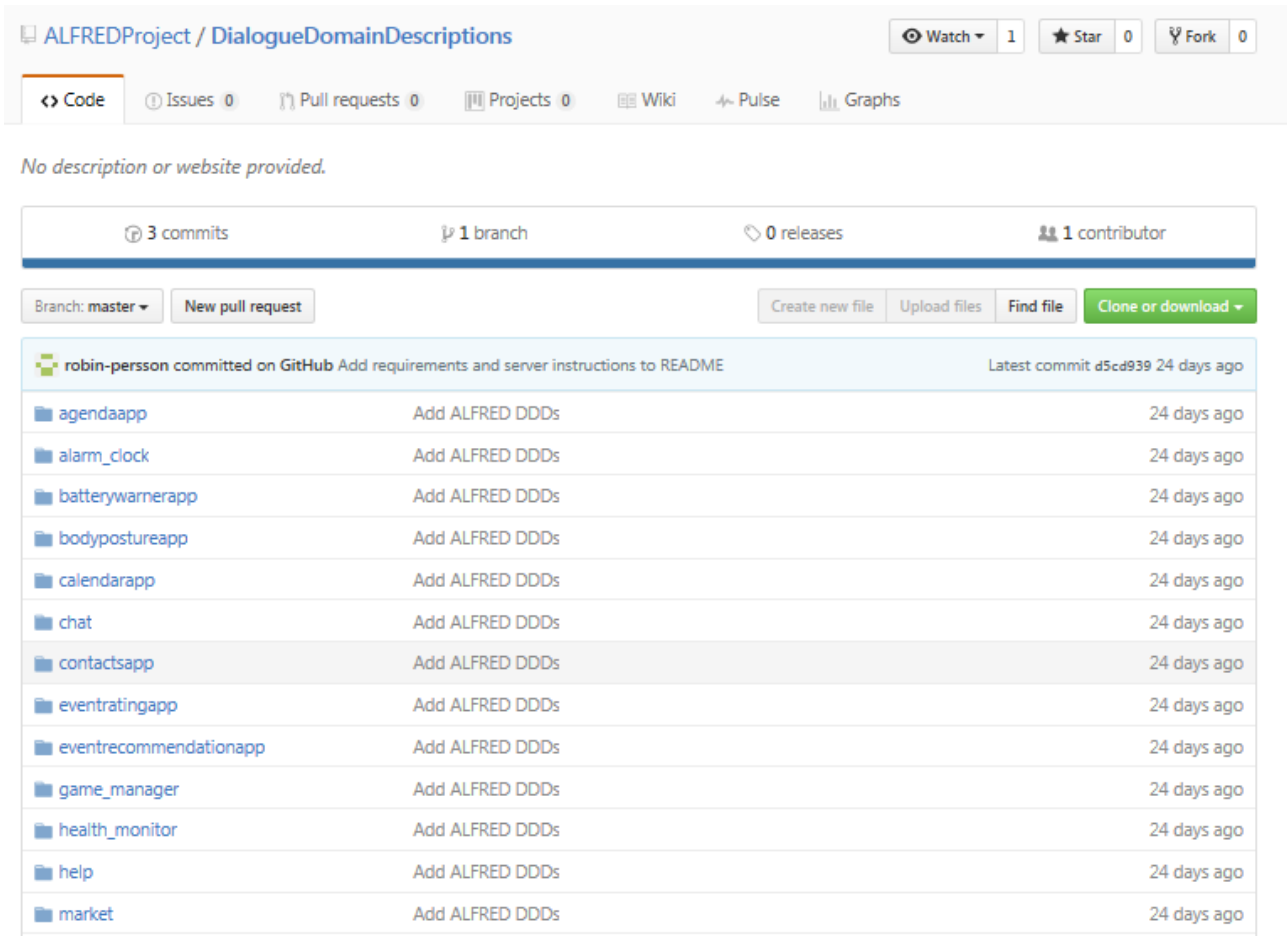 ALFREDProject / DialogueDomainDescriptions Watch 1 Star 0 Fork 0
<> Code Issues 0 Pull requests 0 Projects 0 Wiki Pulse Graphs
No description or website provided.
3 commits 1 branch 0 releases 1 contributor
Branch: master New pull request Create new file Upload files Find file Clone or download
robin-persson committed on GitHub Add requirements and server instructions to README Latest commit d5cd939 24 days ago
agendaapp Add ALFRED DDDs 24 days ago
alarm_clock Add ALFRED DDDs 24 days ago
batterywarnerapp Add ALFRED DDDs 24 days ago
bodypostureapp Add ALFRED DDDs 24 days ago
calendarapp Add ALFRED DDDs 24 days ago
chat Add ALFRED DDDs 24 days ago
contactsapp Add ALFRED DDDs 24 days ago
eventratingapp Add ALFRED DDDs 24 days ago
eventrecommendationapp Add ALFRED DDDs 24 days ago
game_manager Add ALFRED DDDs 24 days ago
health_monitor Add ALFRED DDDs 24 days ago
help Add ALFRED DDDs 24 days ago
market Add ALFRED DDDs 24 days ago